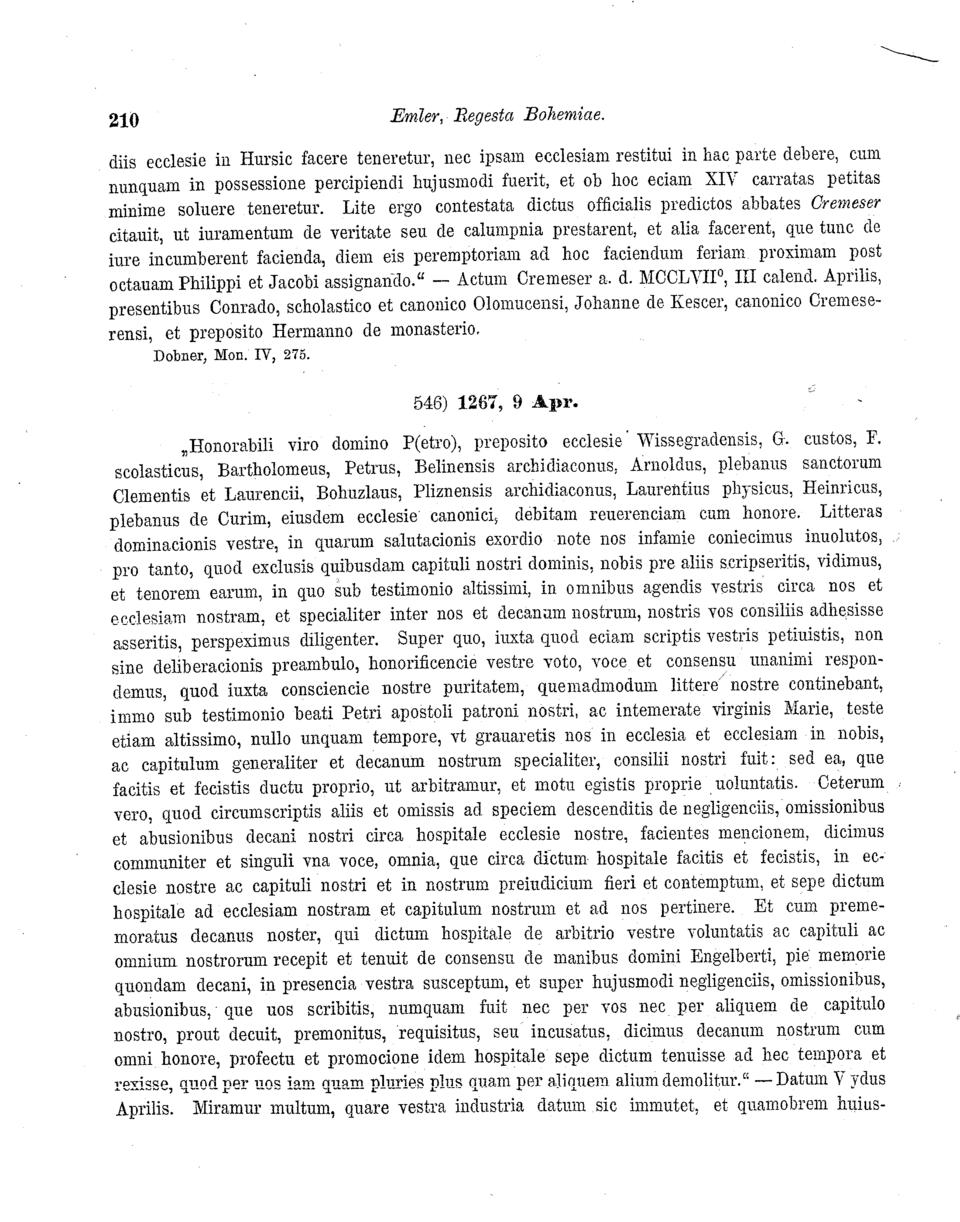 210
Emler, Regesta Bohemiae.
diis ecclesie in Hursic facere teneretur, nec ipsam ecclesiam restitui in hac parte debere, cum
nunquam in possessione percipiendi hujusmodi fuerit, et ob hoc eciam XIV carratas petitas
minime soluere teneretur. Lite ergo contestata dictus officialis predictos abbates Cremeser
citauit, ut iuramentum de veritate seu de calumpnia prestarent, et alia facerent, que tunc de
iure incumberent facienda, diem eis peremptoriam ad hoc faciendum feriam proximam post
octauam Philippi et Jacobi assignando.“ — Actum Cremeser a. d. MCCLVII⁰, III calend. Aprilis,
presentibus Conrado, scholastico et canonico Olomucensi, Johanne de Kescer, canonico Cremese-
rensi, et preposito Hermanno de monasterio.
Dobner, Mon. IV, 275.
546) 1267, 9 Apr.
„Honorabili viro domino P(etro), preposito ecclesie Wissegradensis, G. custos, F.
scolasticus, Bartholomeus, Petrus, Belinensis archidiaconus, Arnoldus, plebanus sanctorum
Clementis et Laurencii, Bohuzlaus, Pliznensis archidiaconus, Laurentius physicus, Heinricus,
plebanus de Curim, eiusdem ecclesie canonici, debitam reuerenciam cum honore. Litteras
dominacionis vestre, in quarum salutacionis exordio note nos infamie coniecimus inuolutos,
pro tanto, quod exclusis quibusdam capituli nostri dominis, nobis pre aliis scripseritis, vidimus,
et tenorem earum, in quo sub testimonio altissimi, in omnibus agendis vestris circa nos et
ecclesiam nostram, et specialiter inter nos et decanum nostrum, nostris vos consiliis adhesisse
asseritis, perspeximus diligenter. Super quo, iuxta quod eciam scriptis vestris petiuistis, non
sine deliberacionis preambulo, honorificencie vestre voto, voce et consensu unanimi respon-
demus, quod iuxta consciencie nostre puritatem, quemadmodum littere nostre continebant,
immo sub testimonio beati Petri apostoli patroni nostri, ac intemerate virginis Marie, teste
etiam altissimo, nullo unquam tempore, vt grauaretis nos in ecclesia et ecclesiam in nobis,
ac capitulum generaliter et decanum nostrum specialiter, consilii nostri fuit: sed ea, que
facitis et fecistis ductu proprio, ut arbitramur, et motu egistis proprie uoluntatis. Ceterum
vero, quod circumscriptis aliis et omissis ad speciem descenditis de negligenciis, omissionibus
et abusionibus decani nostri circa hospitale ecclesie nostre, facientes mencionem, dicimus
communiter et singuli vna voce, omnia, que circa dictum hospitale facitis et fecistis, in ec-
clesie nostre ac capituli nostri et in nostrum preiudicium fieri et contemptum, et sepe dictum
hospitale ad ecclesiam nostram et capitulum nostrum et ad nos pertinere. Et cum preme-
moratus decanus noster, qui dictum hospitale de arbitrio vestre voluntatis ac capituli ac
omnium nostrorum recepit et tenuit de consensu de manibus domini Engelberti, pie memorie
quondam decani, in presencia vestra susceptum, et super hujusmodi negligenciis, omissionibus,
abusionibus, que uos scribitis, numquam fuit nec per vos nec per aliquem de capitulo
nostro, prout decuit, premonitus, requisitus, seu incusatus, dicimus decanum nostrum cum
omni honore, profectu et promocione idem hospitale sepe dictum tenuisse ad hec tempora et
rexisse, quod per uos iam quam pluries plus quam per aliquem alium demolitur.“ — Datum V ydus
Aprilis. Miramur multum, quare vestra industria datum sic immutet, et quamobrem huius-